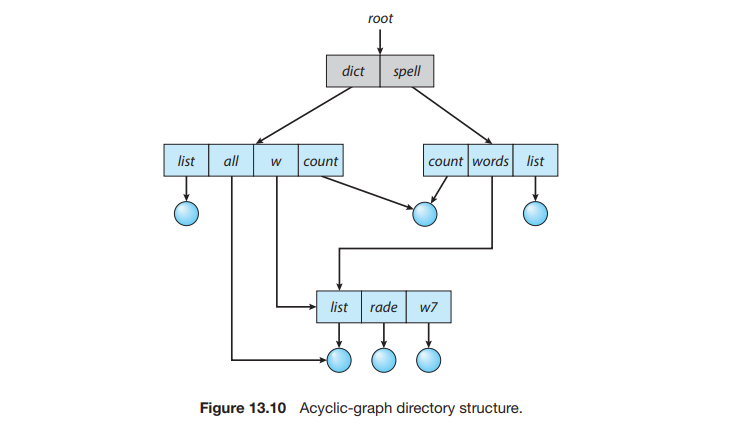 root
dict spell
list all w count count words list
list rade w7
Figure 13.10 Acyclic-graph directory structure.